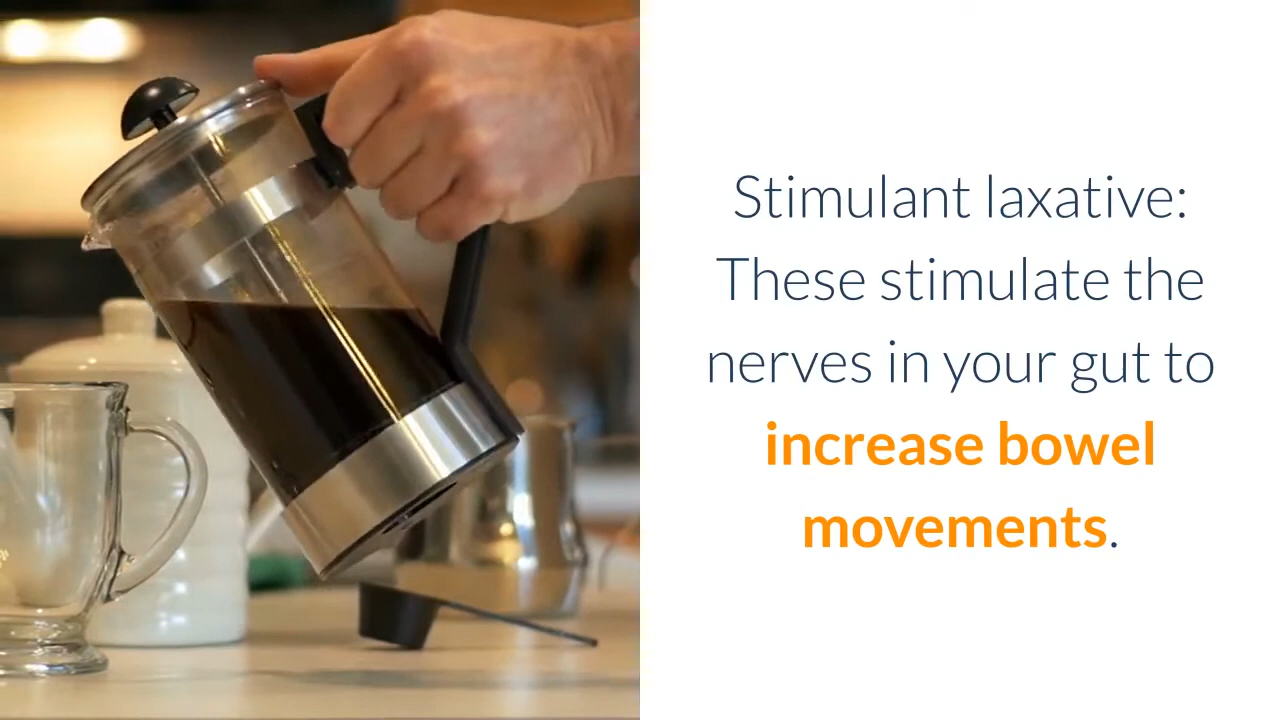 Stimulant laxative:
These stimulate the
nerves in your gut to
increase bowel
movements.